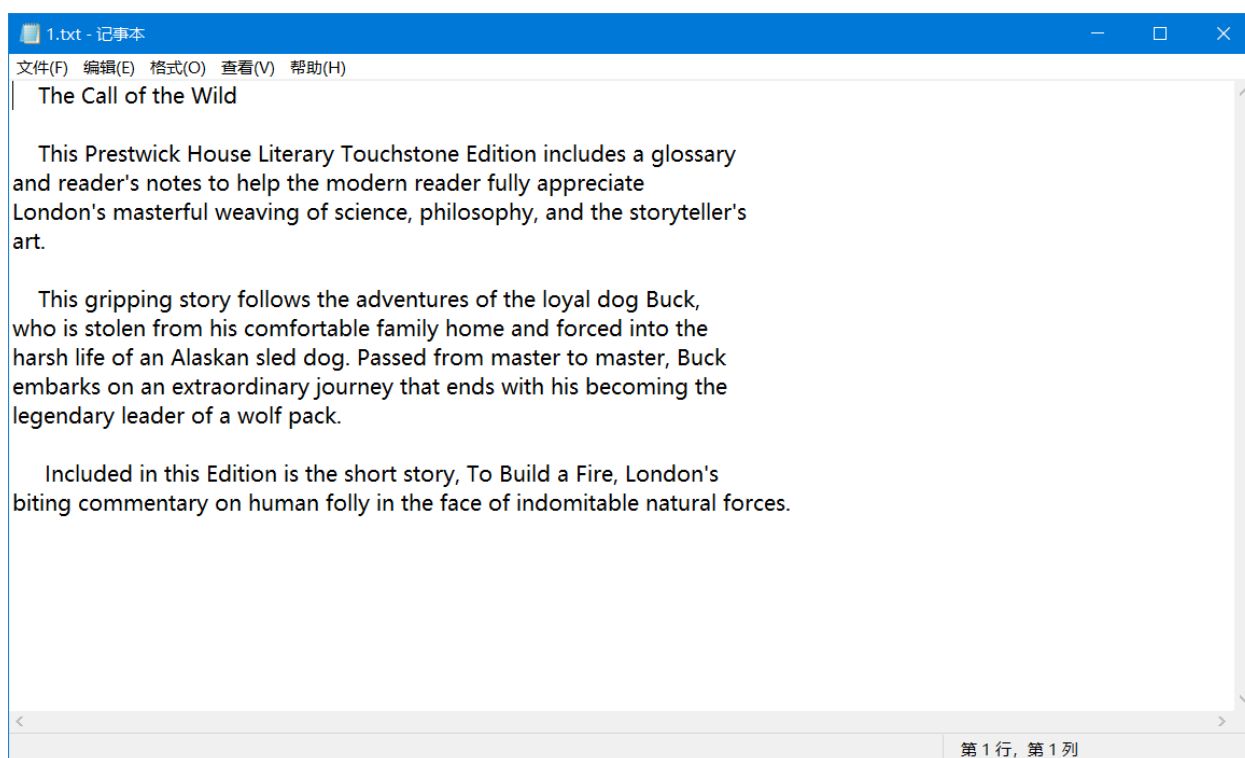 1.txt - 记事本
文件(F) 编辑(E) 格式(O) 查看(V) 帮助(H)
The Call of the Wild
This Prestwick House Literary Touchstone Edition includes a glossary
and reader's notes to help the modern reader fully appreciate
London's masterful weaving of science, philosophy, and the storyteller's
art.
This gripping story follows the adventures of the loyal dog Buck,
who is stolen from his comfortable family home and forced into the
harsh life of an Alaskan sled dog. Passed from master to master, Buck
embarks on an extraordinary journey that ends with his becoming the
legendary leader of a wolf pack.
Included in this Edition is the short story, To Build a Fire, London's
biting commentary on human folly in the face of indomitable natural forces.
第 1 行，第 1 列